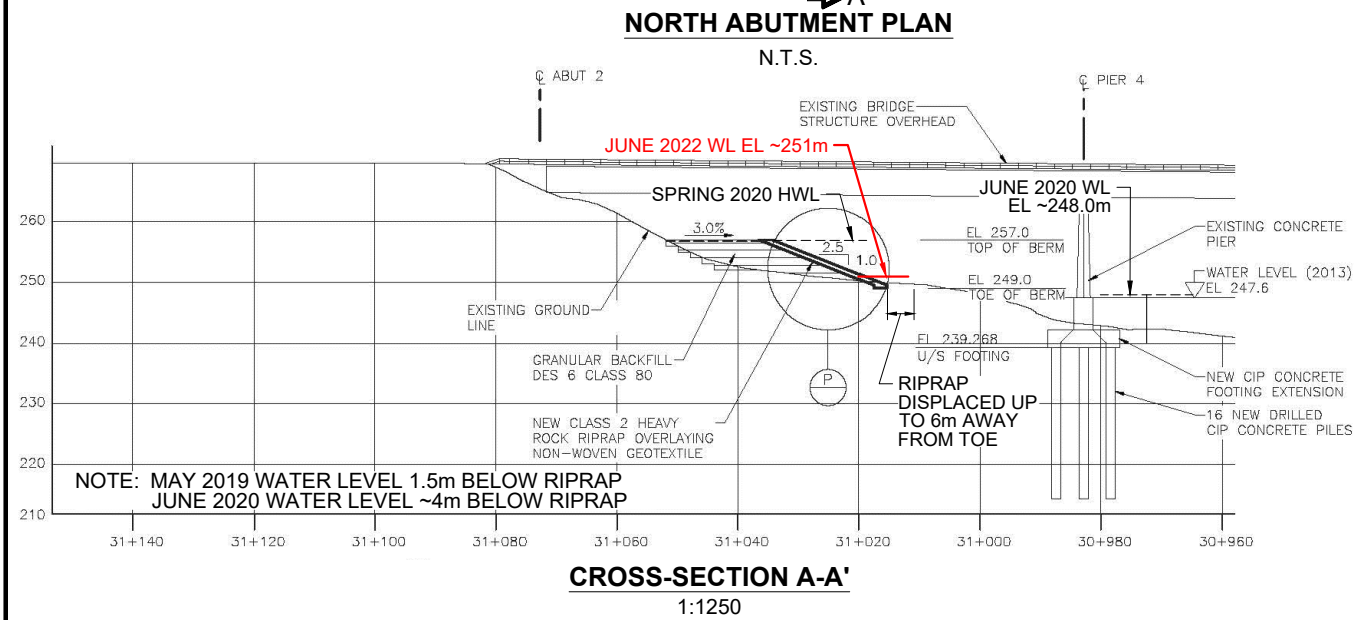 A
NORTH ABUTMENT PLAN
N.T.S.
℄ ABUT 2
℄ PIER 4
EXISTING BRIDGE
STRUCTURE OVERHEAD
JUNE 2022 WL EL ~251m
SPRING 2020 HWL
JUNE 2020 WL
EL ~248.0m
260
250
240
230
220
210
3.0%
2.5
1.0
EL 257.0
TOP OF BERM
EL 249.0
TOE OF BERM
EL 239.268
U/S FOOTING
EXISTING CONCRETE
PIER
WATER LEVEL (2013)
EL 247.6
EXISTING GROUND
LINE
GRANULAR BACKFILL
DES 6 CLASS 80
NEW CLASS 2 HEAVY
ROCK RIPRAP OVERLAYING
NON-WOVEN GEOTEXTILE
P
RIPRAP
DISPLACED UP
TO 6m AWAY
FROM TOE
NEW CIP CONCRETE
FOOTING EXTENSION
16 NEW DRILLED
CIP CONCRETE PILES
NOTE: MAY 2019 WATER LEVEL 1.5m BELOW RIPRAP
JUNE 2020 WATER LEVEL ~4m BELOW RIPRAP
31+140 31+120 31+100 31+080 31+060 31+040 31+020 31+000 30+980 30+960
CROSS-SECTION A-A'
1:1250